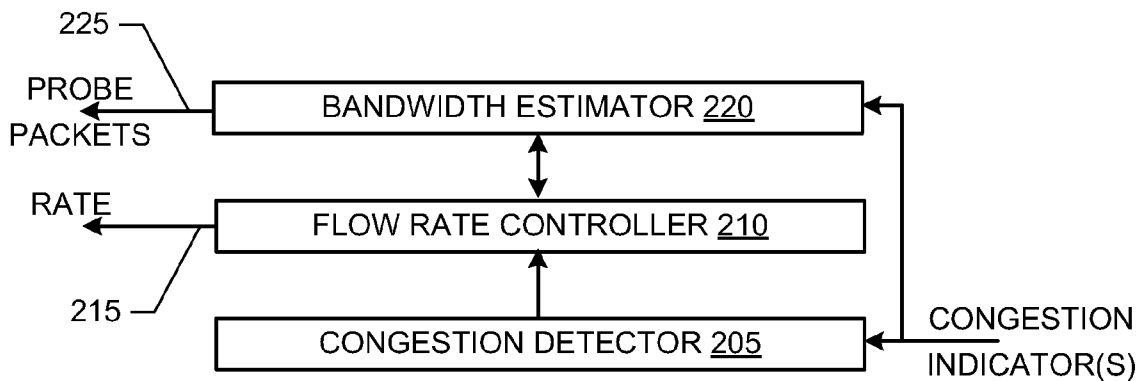 225
PROBE
PACKETS
BANDWIDTH ESTIMATOR 220
RATE
FLOW RATE CONTROLLER 210
215
CONGESTION DETECTOR 205
CONGESTION
INDICATOR(S)